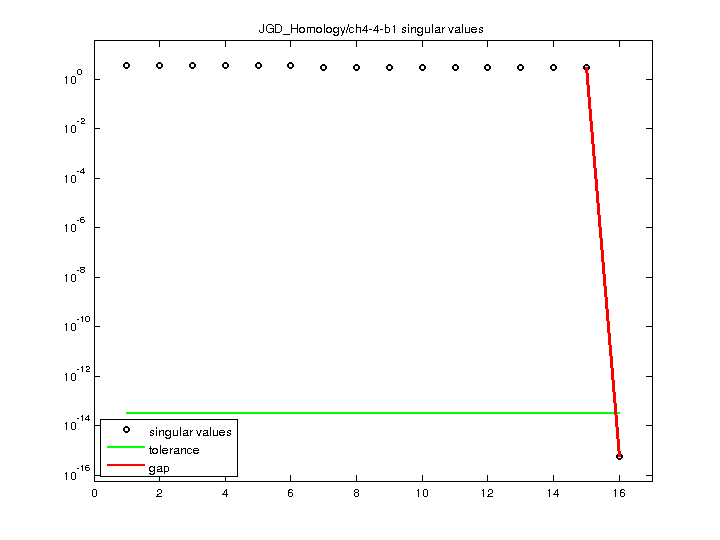 JGD_Homology/ch4-4-b1 singular values
10^0
10^-2
10^-4
10^-6
10^-8
10^-10
10^-12
10^-14
10^-16
singular values
tolerance
gap
0 2 4 6 8 10 12 14 16